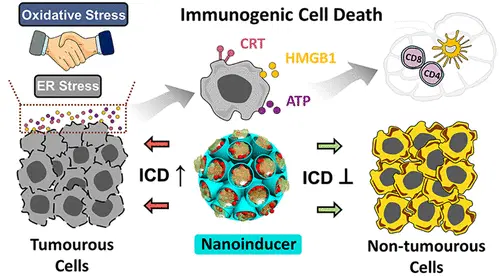 Oxidative Stress
Immunogenic Cell Death
CRT
HMGB1
CD8
CD4
ER Stress
ATP
ICD ↑
ICD ⊥
Tumourous
Cells
Nanoinducer
Non-tumourous
Cells